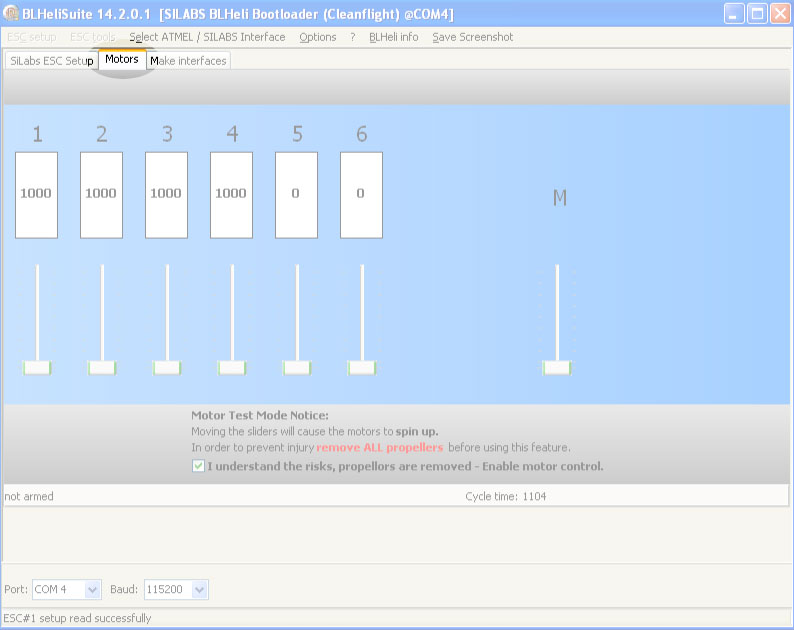 BLHeliSuite 14.2.0.1 [SILABS BLHeli Bootloader (Cleanflight) @COM4]
ESC setup ESC tools Select ATMEL / SILABS Interface Options ? BLHeli info Save Screenshot
SiLabs ESC Setup Motors Make interfaces
1 2 3 4 5 6
1000 1000 1000 1000 0 0
M
Motor Test Mode Notice:
Moving the sliders will cause the motors to spin up.
In order to prevent injury remove ALL propellers before using this feature.
I understand the risks, propellors are removed - Enable motor control.
not armed Cycle time: 1104
Port: COM 4 Baud: 115200
ESC#1 setup read successfully